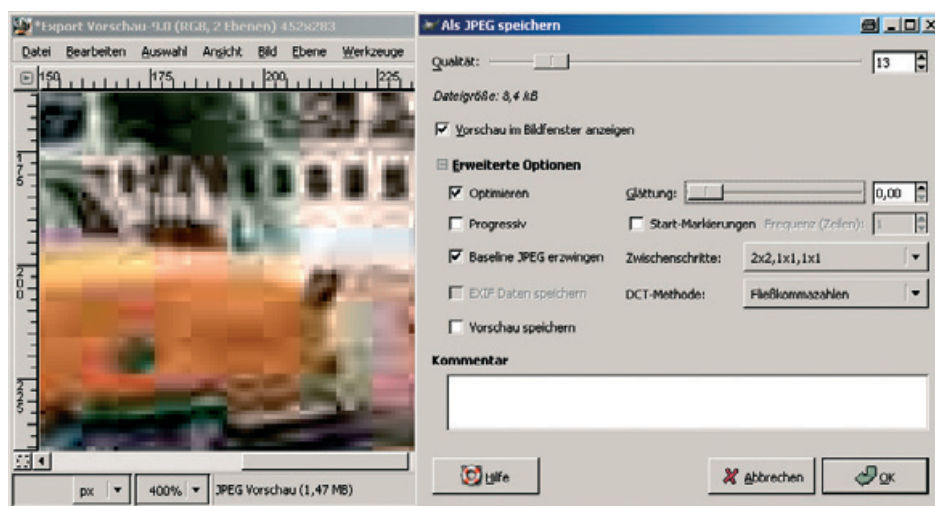 *Export Vorschau-9.0 (RGB, 2 Ebenen) 452x283
Datei Bearbeiten Auswahl Ansicht Bild Ebene Werkzeuge
150 175 200 225
175
200
225
px 400% JPEG Vorschau (1,47 MB)
Als JPEG speichern
Qualität: 13
Dateigröße: 8,4 kB
Vorschau im Bildfenster anzeigen
Erweiterte Optionen
Optimieren Glättung: 0,00
Progressiv Start-Markierungen Frequenz (Zeilen): 1
Baseline JPEG erzwingen Zwischenschritte: 2x2,1x1,1x1
EXIF Daten speichern DCT-Methode: Fließkommazahlen
Vorschau speichern
Kommentar
Hilfe Abbrechen OK